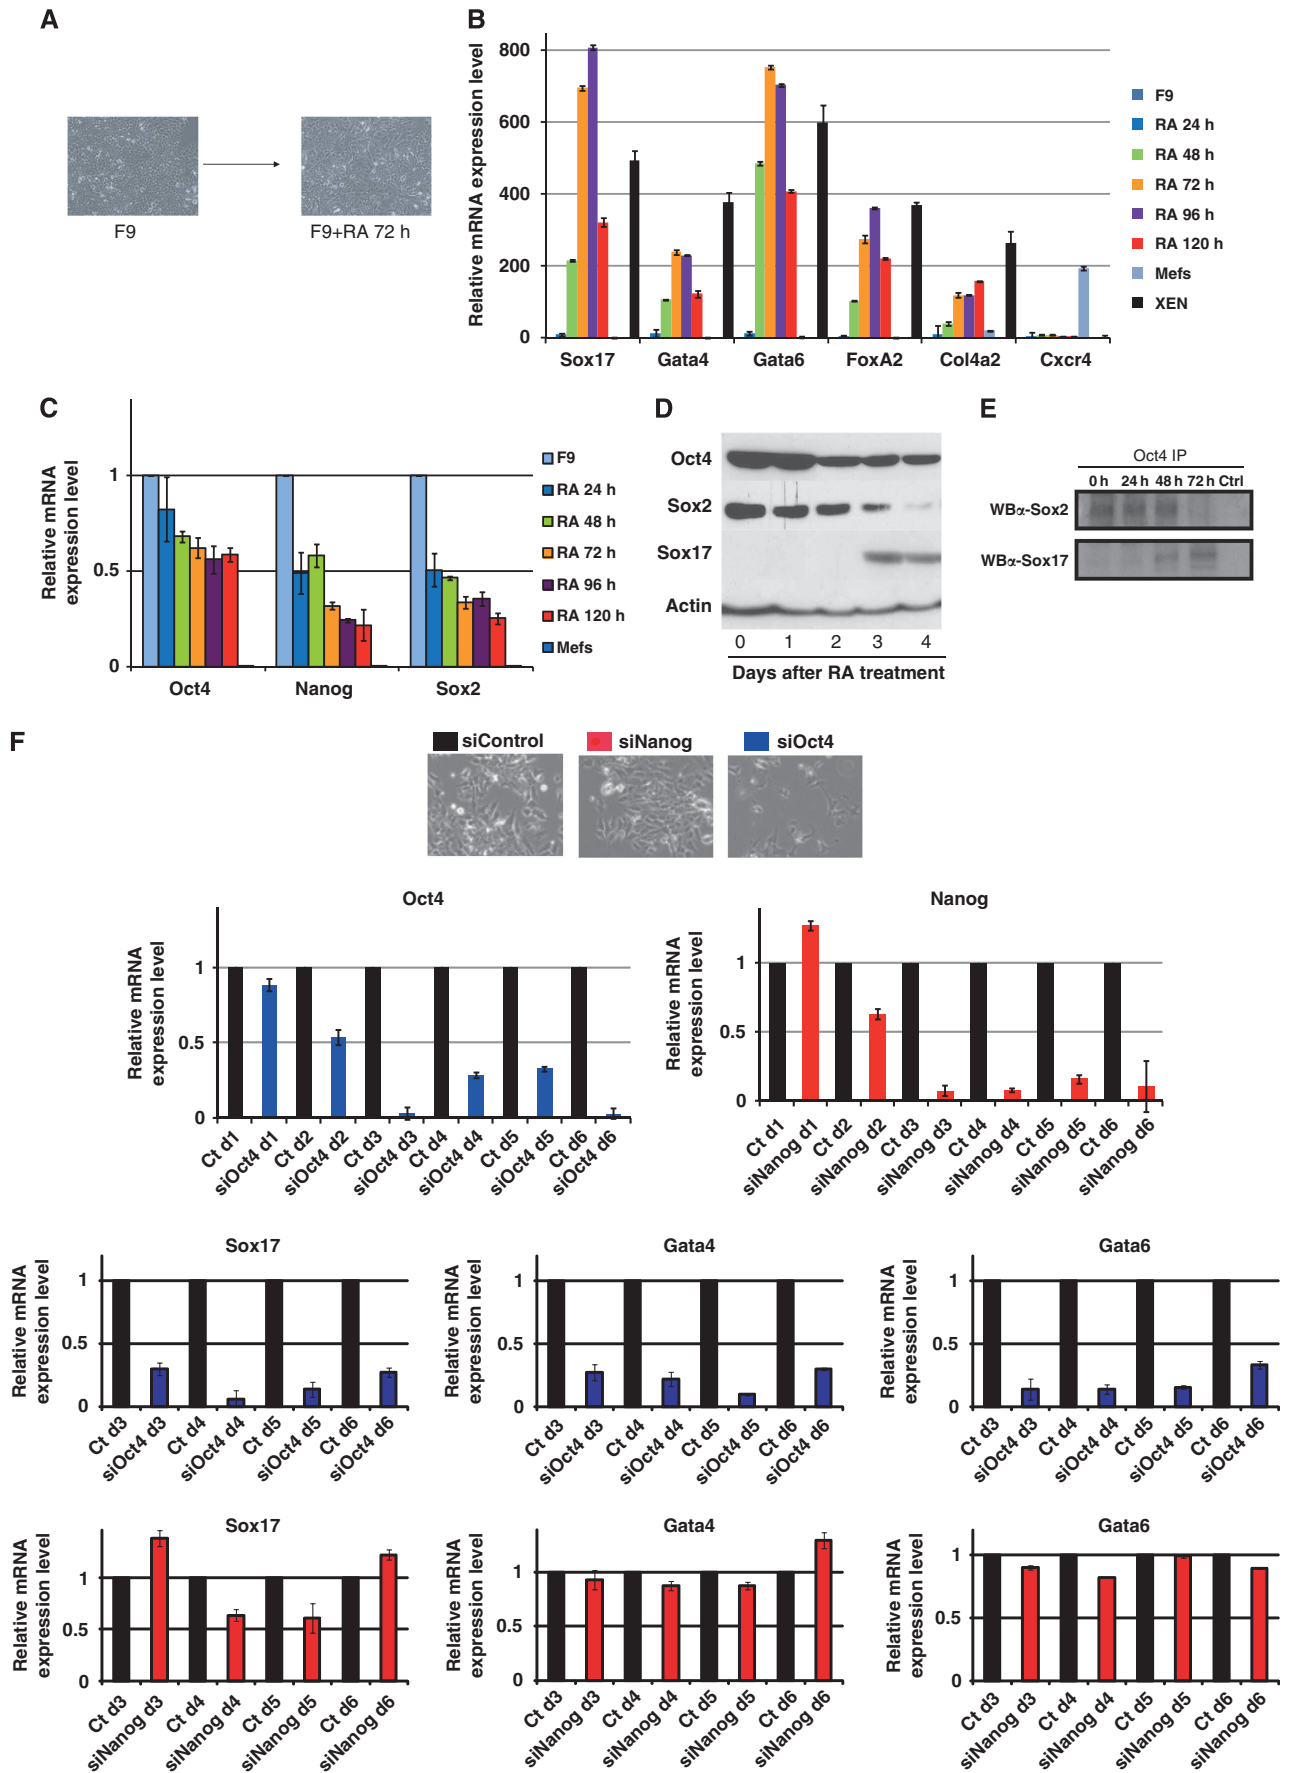 A
F9
F9+RA 72 h
B
Relative mRNA expression level
800
600
400
200
0
Sox17 Gata4 Gata6 FoxA2 Col4a2 Cxcr4
F9
RA 24 h
RA 48 h
RA 72 h
RA 96 h
RA 120 h
Mefs
XEN
C
Relative mRNA
expression level
1
0.5
0
Oct4 Nanog Sox2
F9
RA 24 h
RA 48 h
RA 72 h
RA 96 h
RA 120 h
Mefs
D
Oct4
Sox2
Sox17
Actin
0 1 2 3 4
Days after RA treatment
E
Oct4 IP
0 h 24 h 48 h 72 h Ctrl
WBα-Sox2
WBα-Sox17
F
siControl siNanog siOct4
Oct4
Relative mRNA
expression level
1
0.5
0
Ct d1 siOct4 d1 Ct d2 siOct4 d2 Ct d3 siOct4 d3 Ct d4 siOct4 d4 Ct d5 siOct4 d5 Ct d6 siOct4 d6
Nanog
Relative mRNA
expression level
1
0.5
0
Ct d1 siNanog d1 Ct d2 siNanog d2 Ct d3 siNanog d3 Ct d4 siNanog d4 Ct d5 siNanog d5 Ct d6 siNanog d6
Sox17
Relative mRNA
expression level
1
0.5
0
Ct d3 siOct4 d3 Ct d4 siOct4 d4 Ct d5 siOct4 d5 Ct d6 siOct4 d6
Gata4
Relative mRNA
expression level
1
0.5
0
Ct d3 siOct4 d3 Ct d4 siOct4 d4 Ct d5 siOct4 d5 Ct d6 siOct4 d6
Gata6
Relative mRNA
expression level
1
0.5
0
Ct d3 siOct4 d3 Ct d4 siOct4 d4 Ct d5 siOct4 d5 Ct d6 siOct4 d6
Sox17
Relative mRNA
expression level
1
0.5
0
Ct d3 siNanog d3 Ct d4 siNanog d4 Ct d5 siNanog d5 Ct d6 siNanog d6
Gata4
Relative mRNA
expression level
1
0.5
0
Ct d3 siNanog d3 Ct d4 siNanog d4 Ct d5 siNanog d5 Ct d6 siNanog d6
Gata6
Relative mRNA
expression level
1
0.5
0
Ct d3 siNanog d3 Ct d4 siNanog d4 Ct d5 siNanog d5 Ct d6 siNanog d6